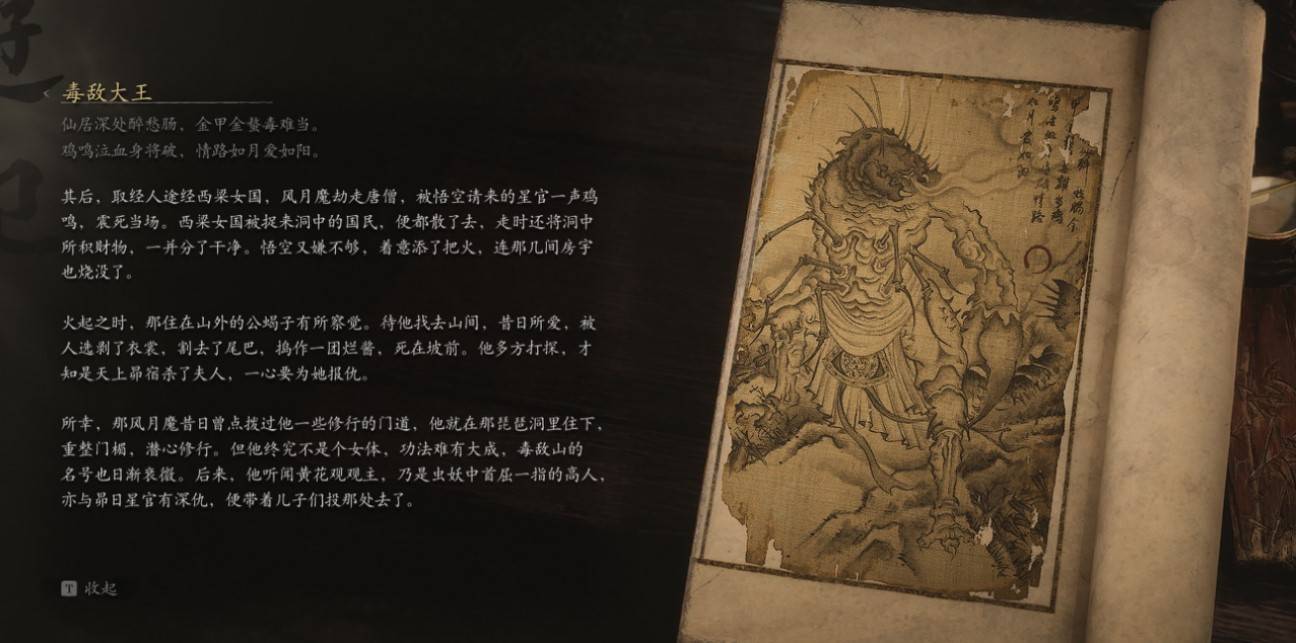 毒敌大王
仙居深处醉愁肠，金甲金螯毒难当。
鸡鸣泣血身将破，情路如月爱如阳。
其后，取经人途经西梁女国，风月魔劫走唐僧，被悟空请来的星官一声鸡
鸣，震死当场。西梁女国被捉来洞中的国民，便都散了去，走时还将洞中
所积财物，一并分了干净。悟空又嫌不够，着意添了把火，连那几间房宇
也烧没了。
火起之时，那住在山外的公蝎子有所察觉。待他找去山间，昔日所爱，被
人选剥了衣裳，割去了尾巴，捣作一团烂酱，死在坡前。他多方打探，才
知是天上昴宿杀了夫人，一心要为她报仇。
所幸，那风月魔昔日曾点拨过他一些修行的门道，他就在那琵琶洞里住下，
重整门楣，潜心修行。但他终究不是个女体，功法难有大成，毒敌山的
名号也日渐衰微。后来，他听闻黄花观观主，乃是虫妖中首屈一指的高人，
亦与昴日星官有深仇，便带着儿子们投那处去了。
T 收起